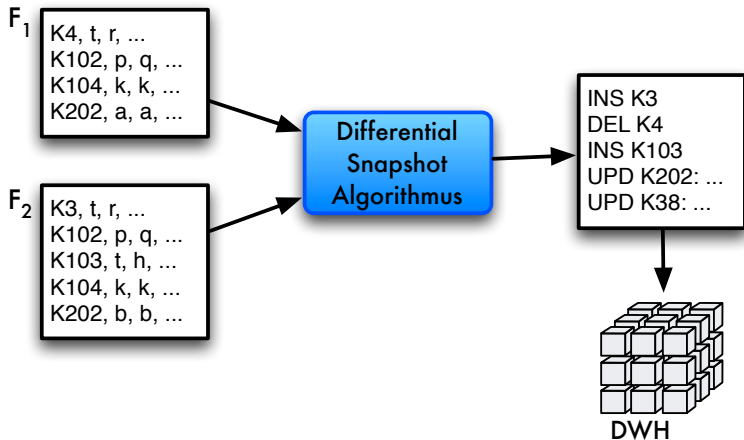 F1
K4, t, r, ...
K102, p, q, ...
K104, k, k, ...
K202, a, a, ...
F2
K3, t, r, ...
K102, p, q, ...
K103, t, h, ...
K104, k, k, ...
K202, b, b, ...
Differential
Snapshot
Algorithmus
INS K3
DEL K4
INS K103
UPD K202: ...
UPD K38: ...
DWH